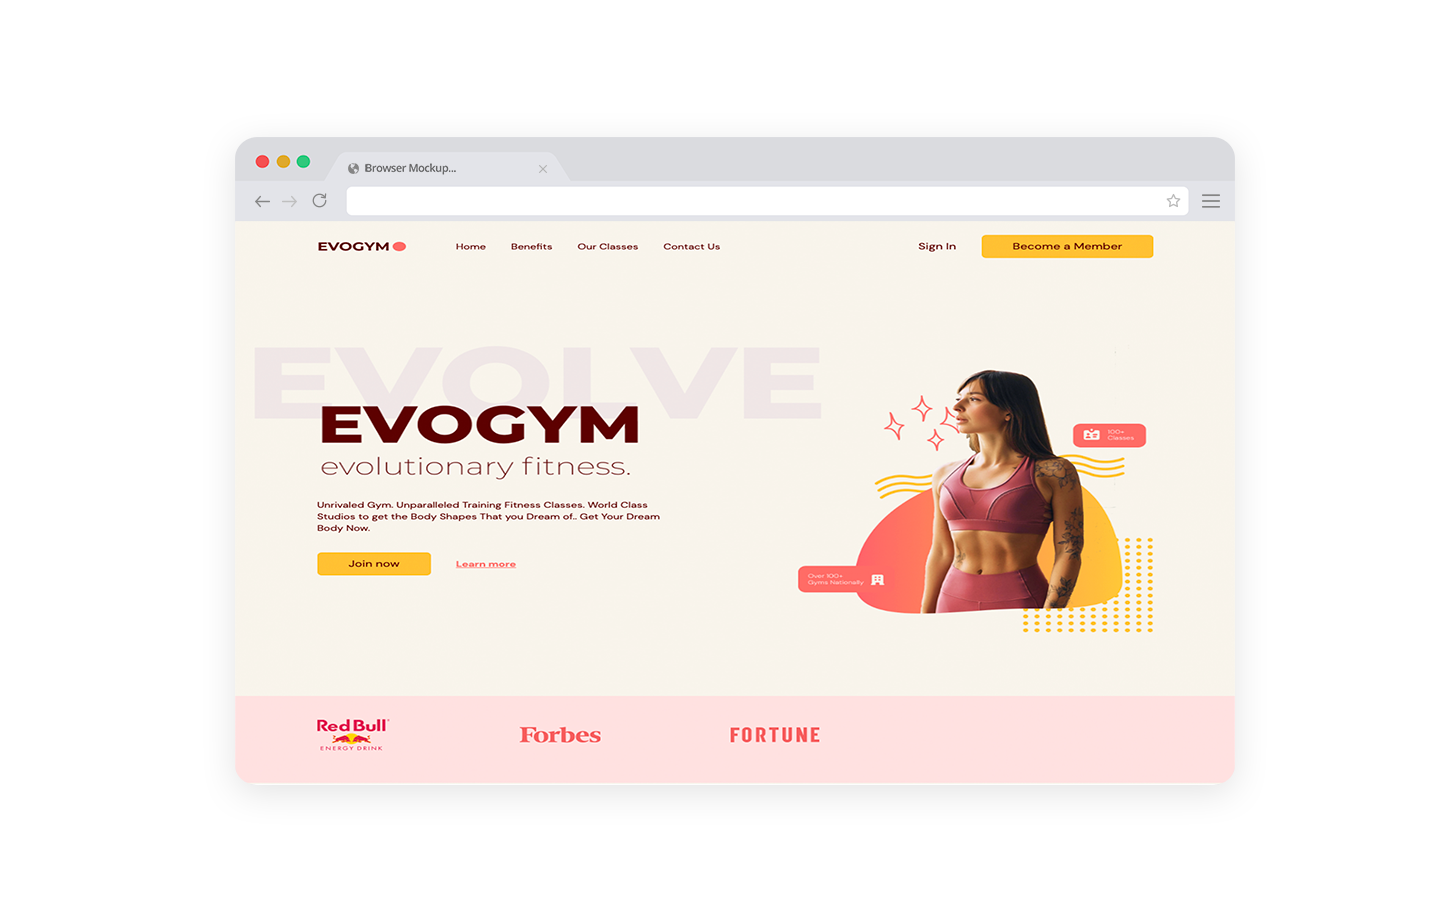 Browser Mockup...
EVOGYM
Home
Benefits
Our Classes
Contact Us
Sign In
Become a Member
EVOLVE
EVOGYM
evolutionary fitness.
Unrivaled Gym. Unparalleled Training Fitness Classes. World Class
Studios to get the Body Shapes That you Dream of.. Get Your Dream
Body Now.
Join now
Learn more
100+
Classes
Over 100+
Gyms Nationally
Red Bull
ENERGY DRINK
Forbes
FORTUNE